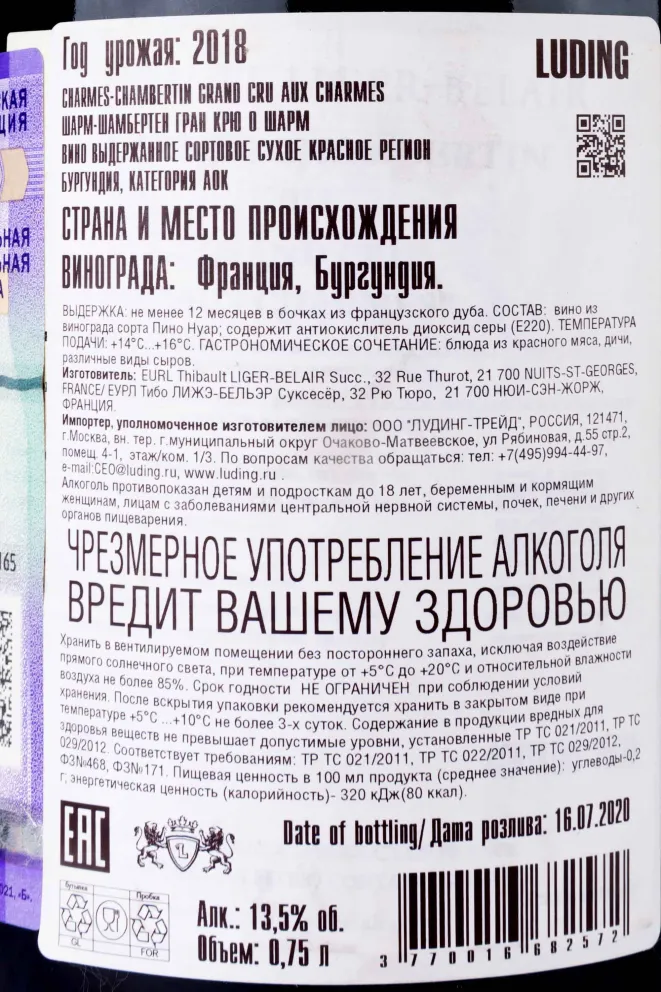 Год урожая: 2018
LUDING
CHARMES-CHAMBERTIN GRAND CRU AUX CHARMES
ШАРМ-ШАМБЕРТЕН ГРАН КРЮ О ШАРМ
ВИНО ВЫДЕРЖАННОЕ СОРТОВОЕ СУХОЕ КРАСНОЕ РЕГИОН
БУРГУНДИЯ, КАТЕГОРИЯ АОК
СТРАНА И МЕСТО ПРОИСХОЖДЕНИЯ
ВИНОГРАДА: Франция, Бургундия.
ВЫДЕРЖКА: не менее 12 месяцев в бочках из французского дуба. СОСТАВ: вино из
винограда сорта Пино Нуар; содержит антиокислитель диоксид серы (Е220). ТЕМПЕРАТУРА
ПОДАЧИ: +14°С...+16°С. ГАСТРОНОМИЧЕСКОЕ СОЧЕТАНИЕ: блюда из красного мяса, дичи,
различные виды сыров.
Изготовитель: EURL Thibault LIGER-BELAIR Succ., 32 Rue Thurot, 21 700 NUITS-ST-GEORGES,
FRANCE/ ЕУРЛ Тибо ЛИЖЭ-БЕЛЬЭР Суксесёр, 32 Рю Тюро, 21 700 НЮИ-СЭН-ЖОРЖ,
ФРАНЦИЯ.
Импортер, уполномоченное изготовителем лицо: ООО "ЛУДИНГ-ТРЕЙД", РОССИЯ, 121471,
г.Москва, вн. тер. г.муниципальный округ Очаково-Матвеевское, ул Рябиновая, д.55 стр.2,
помещ. 4-1, этаж/ком. 1/3. По вопросам качества обращаться: тел: +7(495)994-44-97,
e-mail:CEO@luding.ru, www.luding.ru .
Алкоголь противопоказан детям и подросткам до 18 лет, беременным и кормящим
женщинам, лицам с заболеваниями центральной нервной системы, почек, печени и других
органов пищеварения.
ЧРЕЗМЕРНОЕ УПОТРЕБЛЕНИЕ АЛКОГОЛЯ
ВРЕДИТ ВАШЕМУ ЗДОРОВЬЮ
Хранить в вентилируемом помещении без постороннего запаха, исключая воздействие
прямого солнечного света, при температуре от +5°С до +20°С и относительной влажности
воздуха не более 85%. Срок годности НЕ ОГРАНИЧЕН при соблюдении условий
хранения. После вскрытия упаковки рекомендуется хранить в закрытом виде при
температуре +5°С ...+10°С не более 3-х суток. Содержание в продукции вредных для
здоровья веществ не превышает допустимые уровни, установленные ТР ТС 021/2011, ТР ТС
029/2012. Соответствует требованиям: ТР ТС 021/2011, ТР ТС 022/2011, ТР ТС 029/2012,
ФЗ№468, ФЗ№171. Пищевая ценность в 100 мл продукта (среднее значение): углеводы-0,2
г; энергетическая ценность (калорийность)- 320 кДж(80 ккал).
EAC
L
Date of bottling/ Дата розлива: 16.07.2020
Бутылка
Пробка
GL
FOR
Алк.: 13,5% об.
Объем: 0,75 л
3 770016 682572
165
021, «Б».